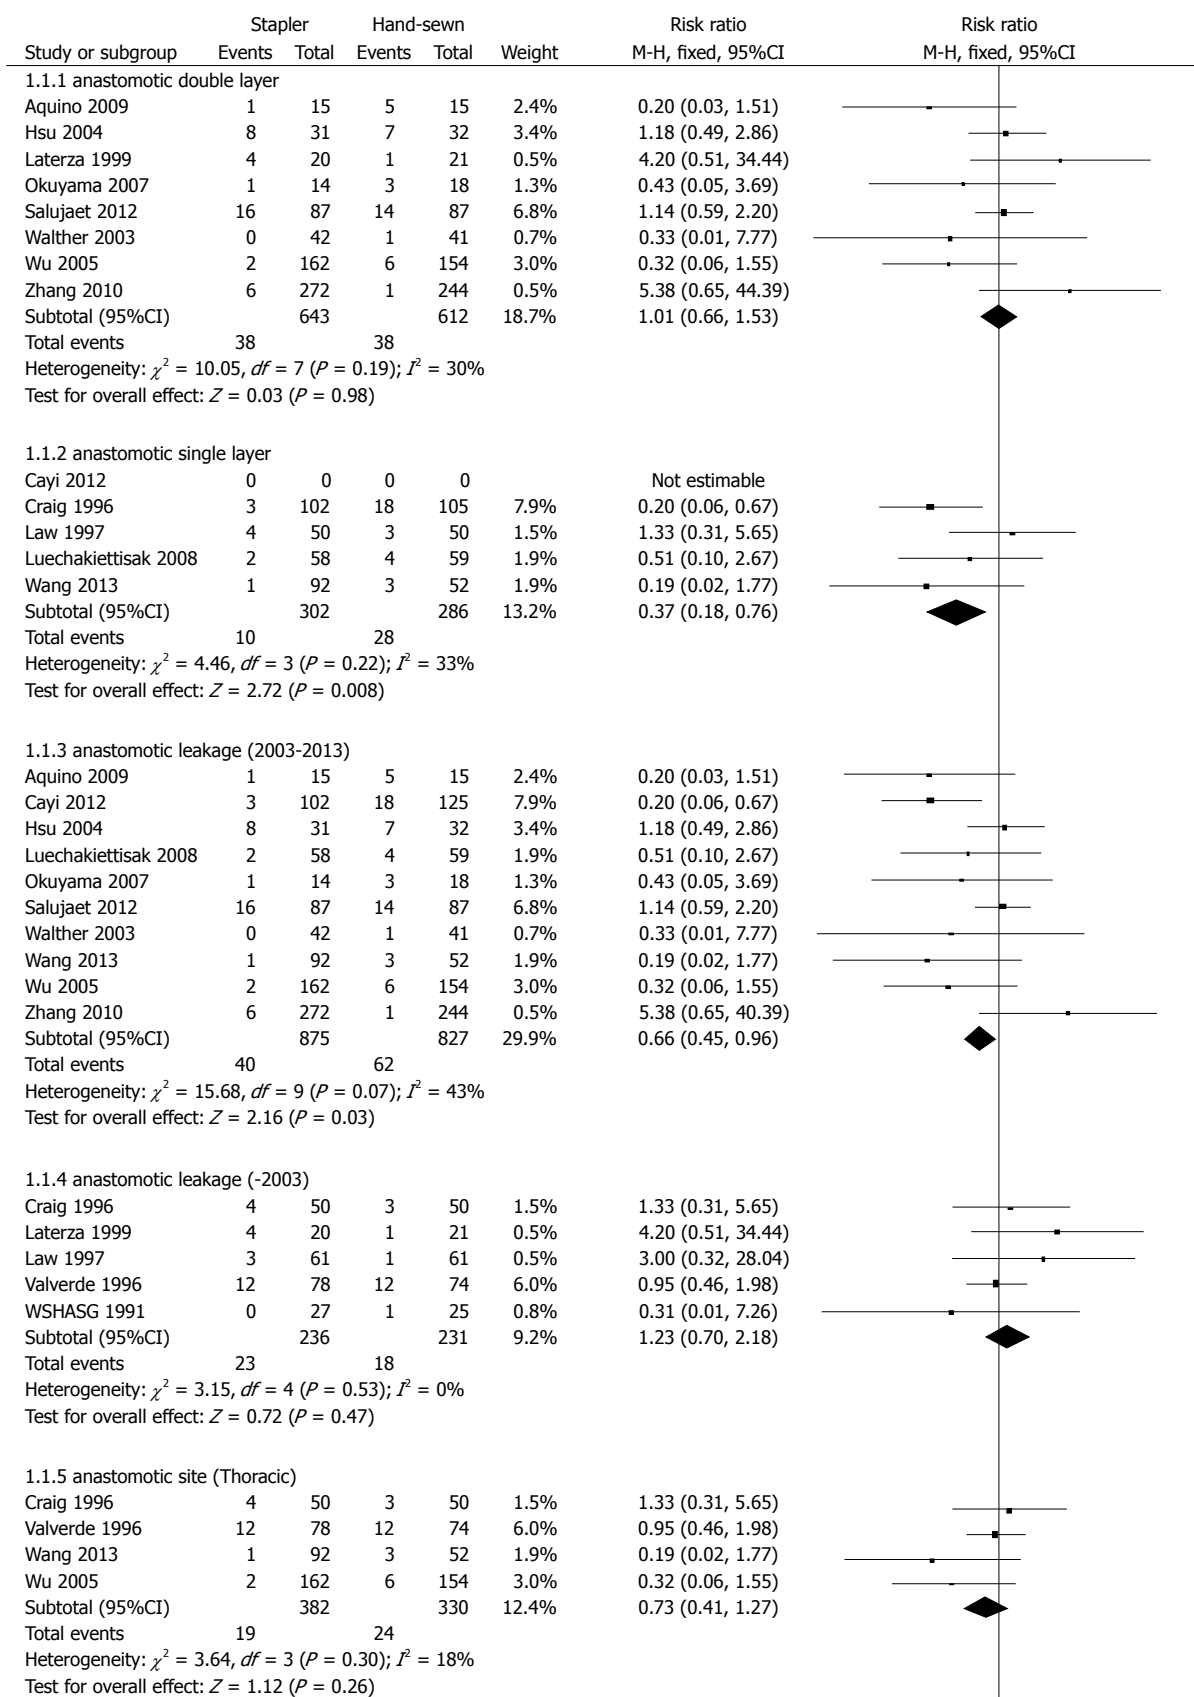 Stapler Hand-sewn Risk ratio Risk ratio
Study or subgroup Events Total Events Total Weight M-H, fixed, 95%CI M-H, fixed, 95%CI
1.1.1 anastomotic double layer
Aquino 2009 1 15 5 15 2.4% 0.20 (0.03, 1.51)
Hsu 2004 8 31 7 32 3.4% 1.18 (0.49, 2.86)
Laterza 1999 4 20 1 21 0.5% 4.20 (0.51, 34.44)
Okuyama 2007 1 14 3 18 1.3% 0.43 (0.05, 3.69)
Salujaet 2012 16 87 14 87 6.8% 1.14 (0.59, 2.20)
Walther 2003 0 42 1 41 0.7% 0.33 (0.01, 7.77)
Wu 2005 2 162 6 154 3.0% 0.32 (0.06, 1.55)
Zhang 2010 6 272 1 244 0.5% 5.38 (0.65, 44.39)
Subtotal (95%CI) 643 612 18.7% 1.01 (0.66, 1.53)
Total events 38 38
Heterogeneity: χ² = 10.05, df = 7 (P = 0.19); I² = 30%
Test for overall effect: Z = 0.03 (P = 0.98)
1.1.2 anastomotic single layer
Cayi 2012 0 0 0 0 Not estimable
Craig 1996 3 102 18 105 7.9% 0.20 (0.06, 0.67)
Law 1997 4 50 3 50 1.5% 1.33 (0.31, 5.65)
Luechakiettisak 2008 2 58 4 59 1.9% 0.51 (0.10, 2.67)
Wang 2013 1 92 3 52 1.9% 0.19 (0.02, 1.77)
Subtotal (95%CI) 302 286 13.2% 0.37 (0.18, 0.76)
Total events 10 28
Heterogeneity: χ² = 4.46, df = 3 (P = 0.22); I² = 33%
Test for overall effect: Z = 2.72 (P = 0.008)
1.1.3 anastomotic leakage (2003-2013)
Aquino 2009 1 15 5 15 2.4% 0.20 (0.03, 1.51)
Cayi 2012 3 102 18 125 7.9% 0.20 (0.06, 0.67)
Hsu 2004 8 31 7 32 3.4% 1.18 (0.49, 2.86)
Luechakiettisak 2008 2 58 4 59 1.9% 0.51 (0.10, 2.67)
Okuyama 2007 1 14 3 18 1.3% 0.43 (0.05, 3.69)
Salujaet 2012 16 87 14 87 6.8% 1.14 (0.59, 2.20)
Walther 2003 0 42 1 41 0.7% 0.33 (0.01, 7.77)
Wang 2013 1 92 3 52 1.9% 0.19 (0.02, 1.77)
Wu 2005 2 162 6 154 3.0% 0.32 (0.06, 1.55)
Zhang 2010 6 272 1 244 0.5% 5.38 (0.65, 40.39)
Subtotal (95%CI) 875 827 29.9% 0.66 (0.45, 0.96)
Total events 40 62
Heterogeneity: χ² = 15.68, df = 9 (P = 0.07); I² = 43%
Test for overall effect: Z = 2.16 (P = 0.03)
1.1.4 anastomotic leakage (-2003)
Craig 1996 4 50 3 50 1.5% 1.33 (0.31, 5.65)
Laterza 1999 4 20 1 21 0.5% 4.20 (0.51, 34.44)
Law 1997 3 61 1 61 0.5% 3.00 (0.32, 28.04)
Valverde 1996 12 78 12 74 6.0% 0.95 (0.46, 1.98)
WSHASG 1991 0 27 1 25 0.8% 0.31 (0.01, 7.26)
Subtotal (95%CI) 236 231 9.2% 1.23 (0.70, 2.18)
Total events 23 18
Heterogeneity: χ² = 3.15, df = 4 (P = 0.53); I² = 0%
Test for overall effect: Z = 0.72 (P = 0.47)
1.1.5 anastomotic site (Thoracic)
Craig 1996 4 50 3 50 1.5% 1.33 (0.31, 5.65)
Valverde 1996 12 78 12 74 6.0% 0.95 (0.46, 1.98)
Wang 2013 1 92 3 52 1.9% 0.19 (0.02, 1.77)
Wu 2005 2 162 6 154 3.0% 0.32 (0.06, 1.55)
Subtotal (95%CI) 382 330 12.4% 0.73 (0.41, 1.27)
Total events 19 24
Heterogeneity: χ² = 3.64, df = 3 (P = 0.30); I² = 18%
Test for overall effect: Z = 1.12 (P = 0.26)